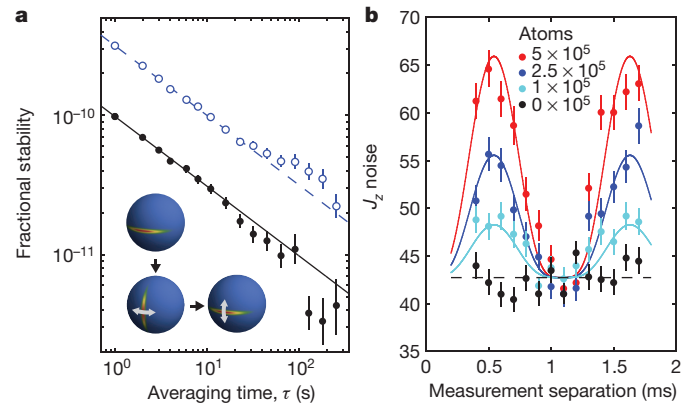 a
Fractional stability
10⁻¹⁰
10⁻¹¹
10⁰ 10¹ 10²
Averaging time, τ (s)
b
J_z noise
70
65
60
55
50
45
40
35
Atoms
5 × 10⁵
2.5 × 10⁵
1 × 10⁵
0 × 10⁵
0 0.5 1 1.5 2
Measurement separation (ms)